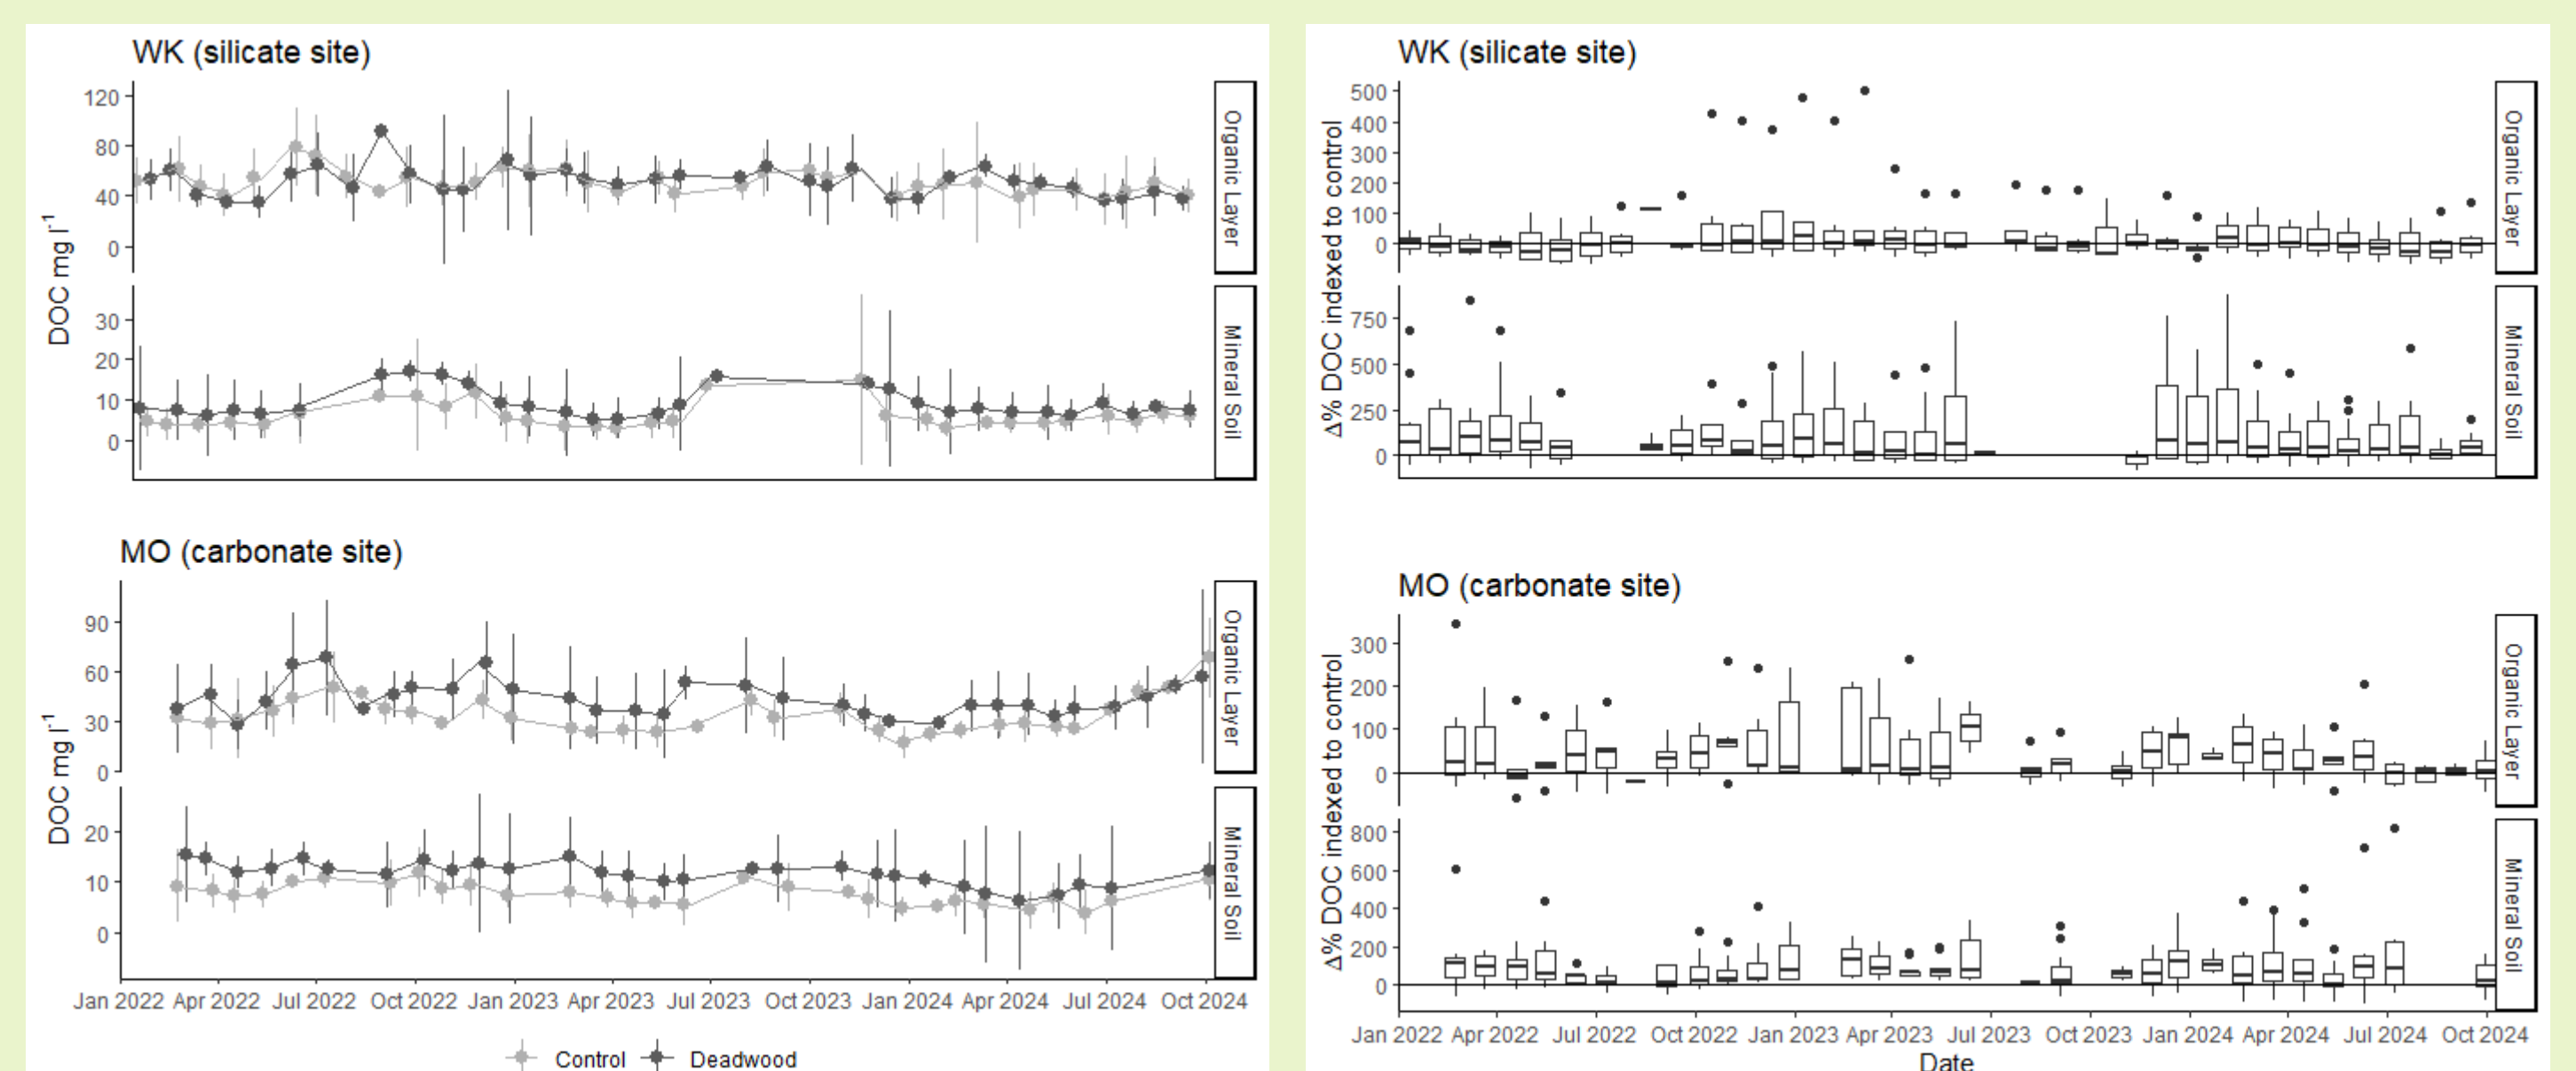 WK (silicate site)
120
80
40
0
Organic Layer
30
20
10
0
Mineral Soil
DOC mg l⁻¹
MO (carbonate site)
90
60
30
0
Organic Layer
20
10
0
Mineral Soil
DOC mg l⁻¹
Jan 2022 Apr 2022 Jul 2022 Oct 2022 Jan 2023 Apr 2023 Jul 2023 Oct 2023 Jan 2024 Apr 2024 Jul 2024 Oct 2024
Control Deadwood
WK (silicate site)
500
400
300
200
100
0
Organic Layer
750
500
250
0
Mineral Soil
Δ% DOC indexed to control
MO (carbonate site)
300
200
100
0
Organic Layer
800
600
400
200
0
Mineral Soil
Δ% DOC indexed to control
Jan 2022 Apr 2022 Jul 2022 Oct 2022 Jan 2023 Apr 2023 Jul 2023 Oct 2023 Jan 2024 Apr 2024 Jul 2024 Oct 2024
Date